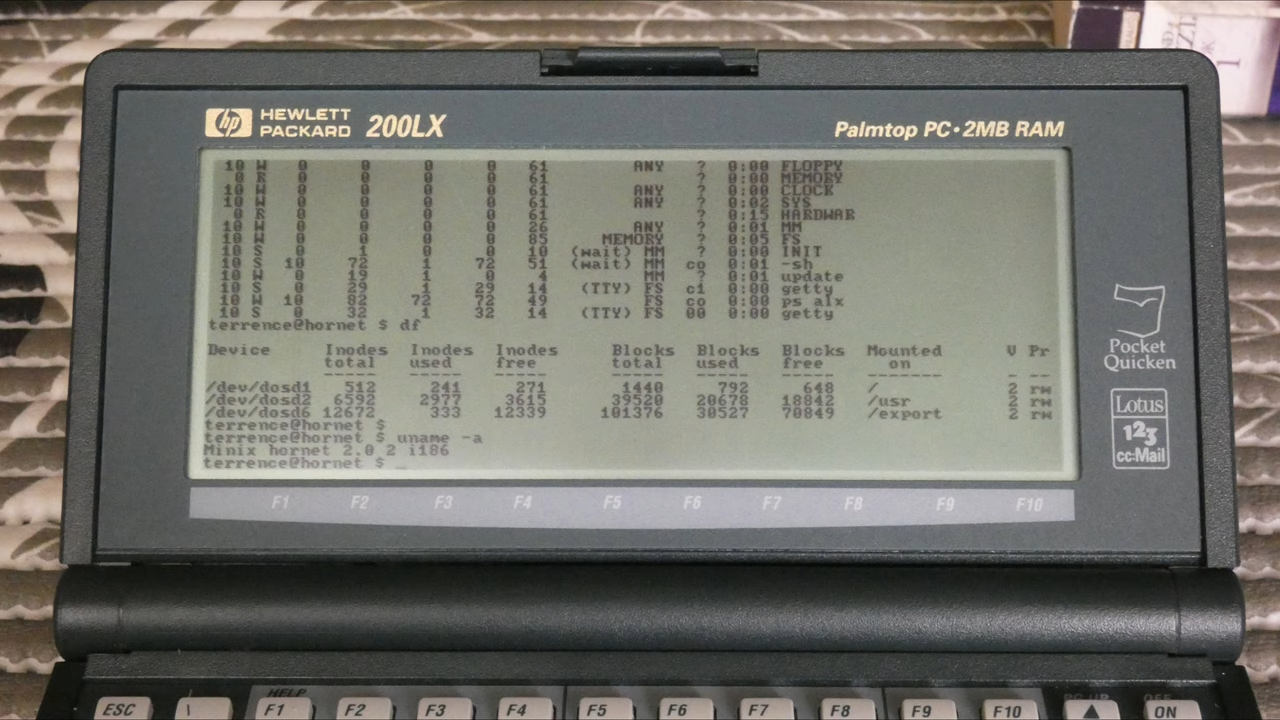 hp HEWLETT PACKARD 200LX
Palmtop PC • 2MB RAM
10 W 0 0 0 0 61 ANY ? 0:00 FLOPPY
0 R 0 0 0 0 61 ? 0:00 MEMORY
10 W 0 0 0 0 61 ANY ? 0:00 CLOCK
10 W 0 0 0 0 61 ANY ? 0:02 SYS
0 R 0 0 0 0 61 ? 0:15 HARDWAR
10 W 0 0 0 0 26 ANY ? 0:01 MM
10 W 0 0 0 0 85 MEMORY ? 0:05 FS
10 S 0 1 0 0 10 (wait) MM ? 0:00 INIT
10 S 10 72 1 72 51 (wait) MM co 0:01 -sh
10 W 0 19 1 0 4 MM ? 0:01 update
10 S 0 29 1 29 14 (TTY) FS c1 0:00 getty
10 W 10 82 72 72 49 FS co 0:00 ps alx
10 S 0 32 1 32 14 (TTY) FS 00 0:00 getty
terrence@hornet $ df
Device Inodes Inodes Inodes Blocks Blocks Blocks Mounted V Pr
total used free total used free on
------ ----- ----- ----- ----- ----- ----- ------- - --
/dev/dosd1 512 241 271 1440 792 648 / 2 rw
/dev/dosd2 6592 2977 3615 39520 20678 18842 /usr 2 rw
/dev/dosd6 12672 333 12339 101376 30527 70849 /export 2 rw
terrence@hornet $
terrence@hornet $ uname -a
Minix hornet 2.0 2 i186
terrence@hornet $ _
Pocket
Quicken
Lotus
123
cc:Mail
F1 F2 F3 F4 F5 F6 F7 F8 F9 F10
HELP PG UP OFF
ESC \ F1 F2 F3 F4 F5 F6 F7 F8 F9 F10 ▲ ON
1